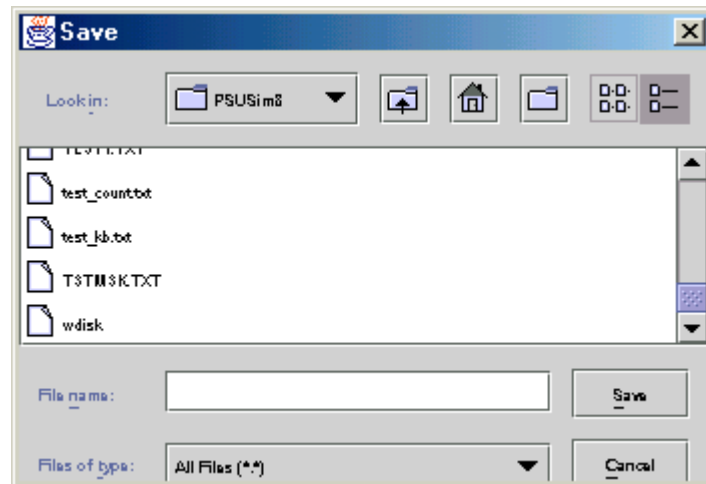 Save
Look in:
PSUSim8
test_count.txt
test_kb.txt
TSTMSK.TXT
wdisk
File name:
Save
Files of type:
All Files (*.*)
Cancel